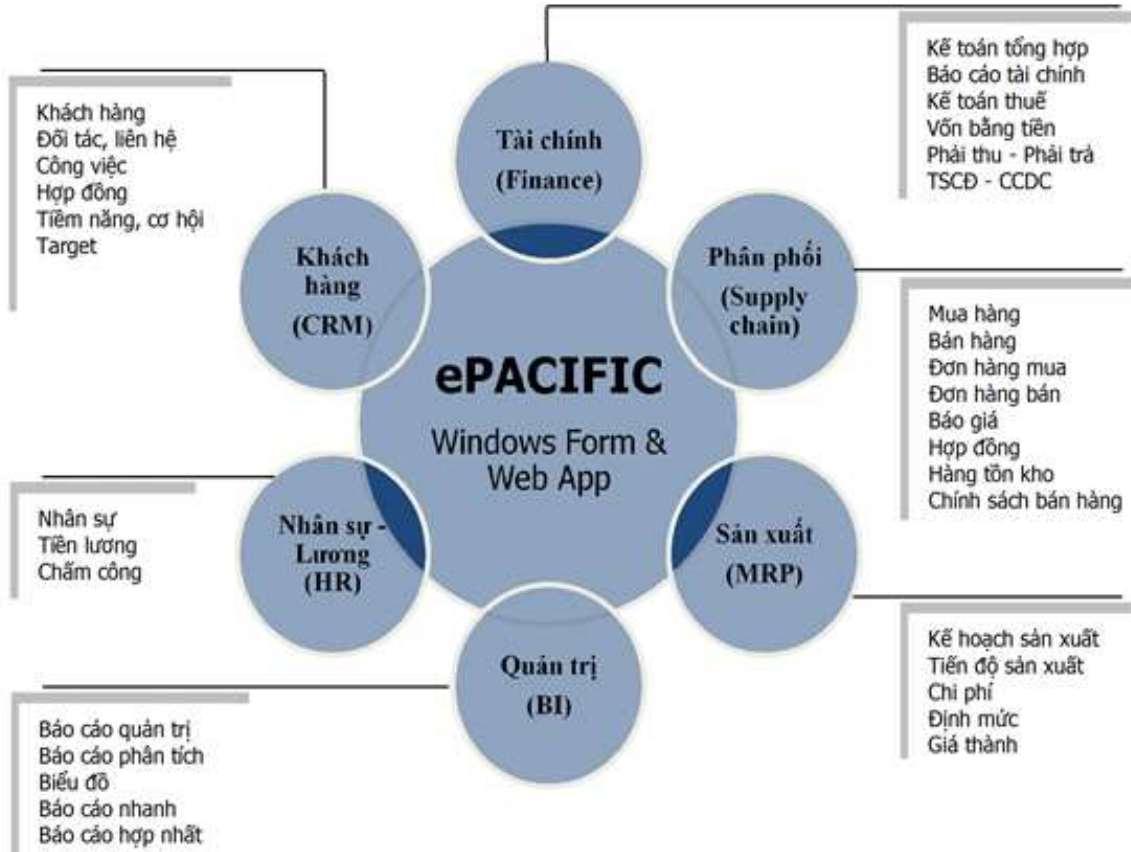 Tài chính
(Finance)
Kế toán tổng hợp
Báo cáo tài chính
Kế toán thuế
Vốn bằng tiền
Phải thu - Phải trả
TSCĐ - CCDC
Phân phối
(Supply
chain)
Mua hàng
Bán hàng
Đơn hàng mua
Đơn hàng bán
Báo giá
Hợp đồng
Hàng tồn kho
Chính sách bán hàng
Sản xuất
(MRP)
Kế hoạch sản xuất
Tiến độ sản xuất
Chi phí
Định mức
Giá thành
Quản trị
(BI)
Báo cáo quản trị
Báo cáo phân tích
Biểu đồ
Báo cáo nhanh
Báo cáo hợp nhất
Nhân sự -
Lương
(HR)
Nhân sự
Tiền lương
Chấm công
Khách
hàng
(CRM)
Khách hàng
Đối tác, liên hệ
Công việc
Hợp đồng
Tiềm năng, cơ hội
Target
ePACIFIC
Windows Form &
Web App